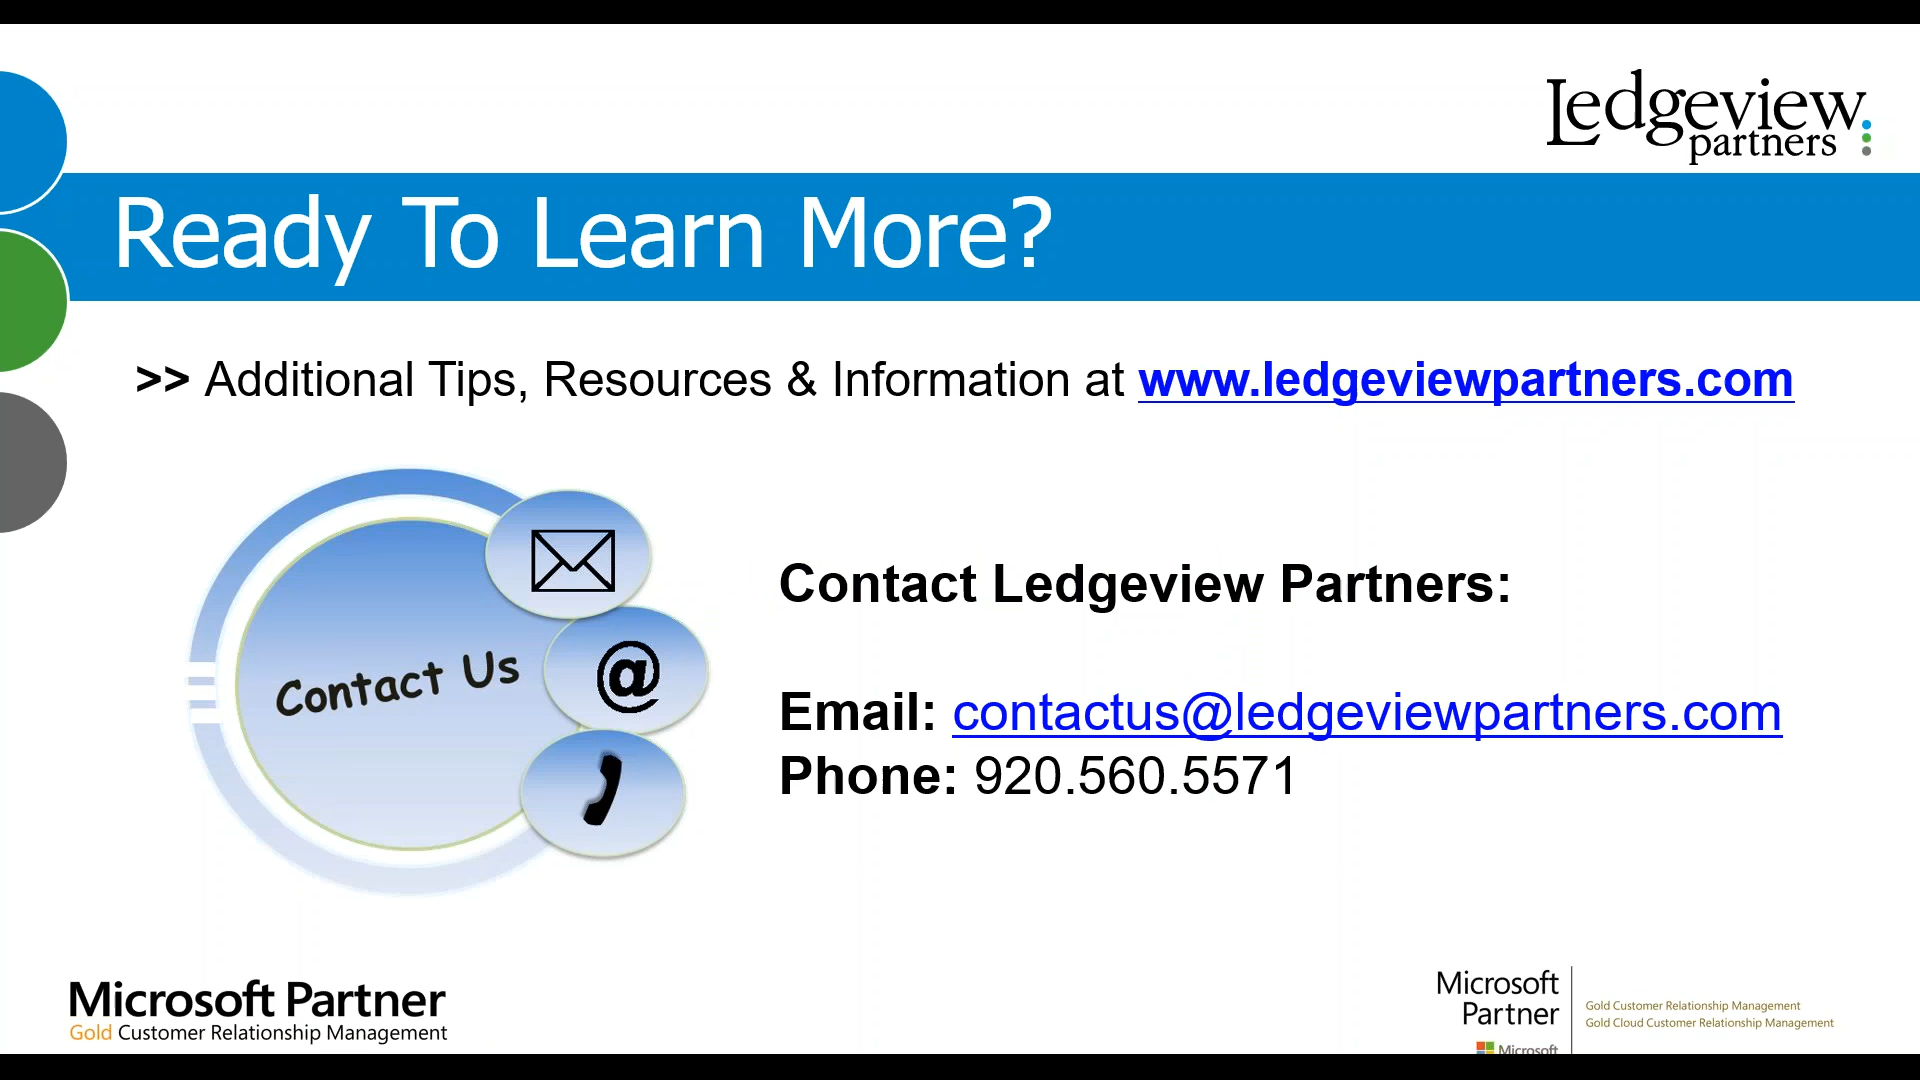 Ledgeview
partners
Ready To Learn More?
>> Additional Tips, Resources & Information at www.ledgeviewpartners.com
Contact Us
@
Contact Ledgeview Partners:
Email: contactus@ledgeviewpartners.com
Phone: 920.560.5571
Microsoft Partner
Gold Customer Relationship Management
Microsoft
Partner
Gold Customer Relationship Management
Gold Cloud Customer Relationship Management
Microsoft